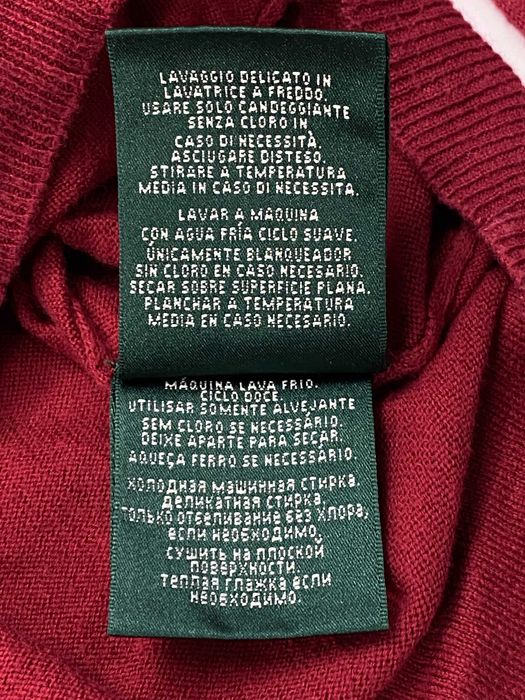 LAVAGGIO DELICATO IN
LAVATRICE A FREDDO.
USARE SOLO CANDEGGIANTE
SENZA CLORO IN
CASO DI NECESSITÀ.
ASCIUGARE DISTESO.
STIRARE A TEMPERATURA
MEDIA IN CASO DI NECESSITÀ.
LAVAR A MÁQUINA
CON AGUA FRÍA CICLO SUAVE.
ÚNICAMENTE BLANQUEADOR
SIN CLORO EN CASO NECESARIO.
SECAR SOBRE SUPERFICIE PLANA.
PLANCHAR A TEMPERATURA
MEDIA EN CASO NECESARIO.
MÁQUINA LAVA FRIO.
CICLO DOCE.
UTILISAR SOMENTE ALVEJANTE
SEM CLORO SE NECESSÁRIO.
DEIXE APARTE PARA SECAR.
AQUEÇA FERRO SE NECESSÁRIO.
ХОЛОДНАЯ МАШИННАЯ СТИРКА
ДЕЛИКАТНАЯ СТИРКА,
ТОЛЬКО ОТБЕЛИВАНИЕ БЕЗ ХЛОРА,
ЕСЛИ НЕОБХОДИМО,
СУШИТЬ НА ПЛОСКОЙ
ПОВЕРХНОСТИ.
ТЕПЛАЯ ГЛАЖКА ЕСЛИ
НЕОБХОДИМО.